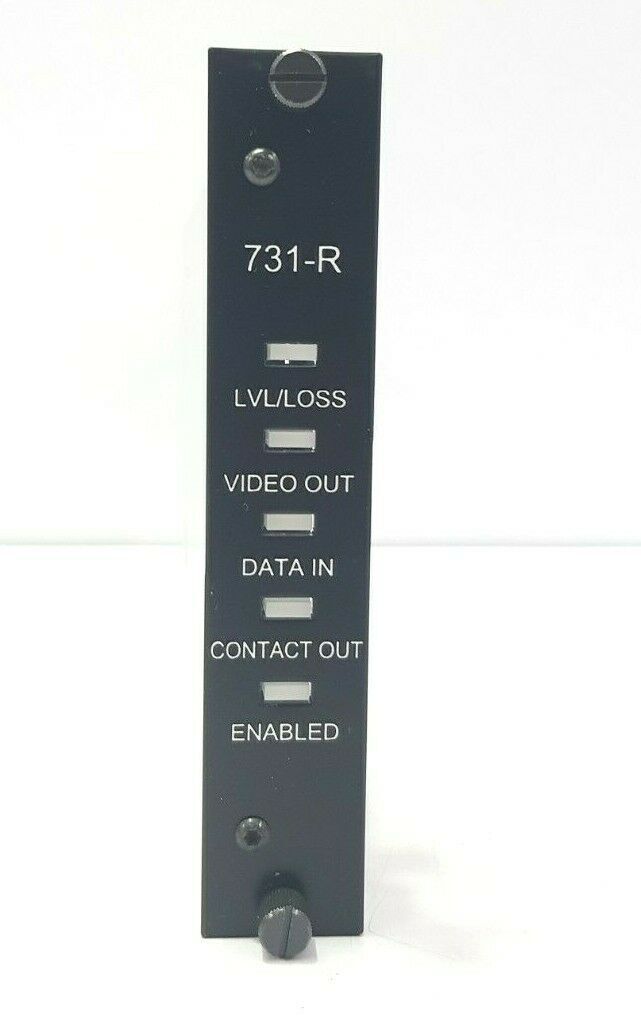 731-R
LVL/LOSS
VIDEO OUT
DATA IN
CONTACT OUT
ENABLED